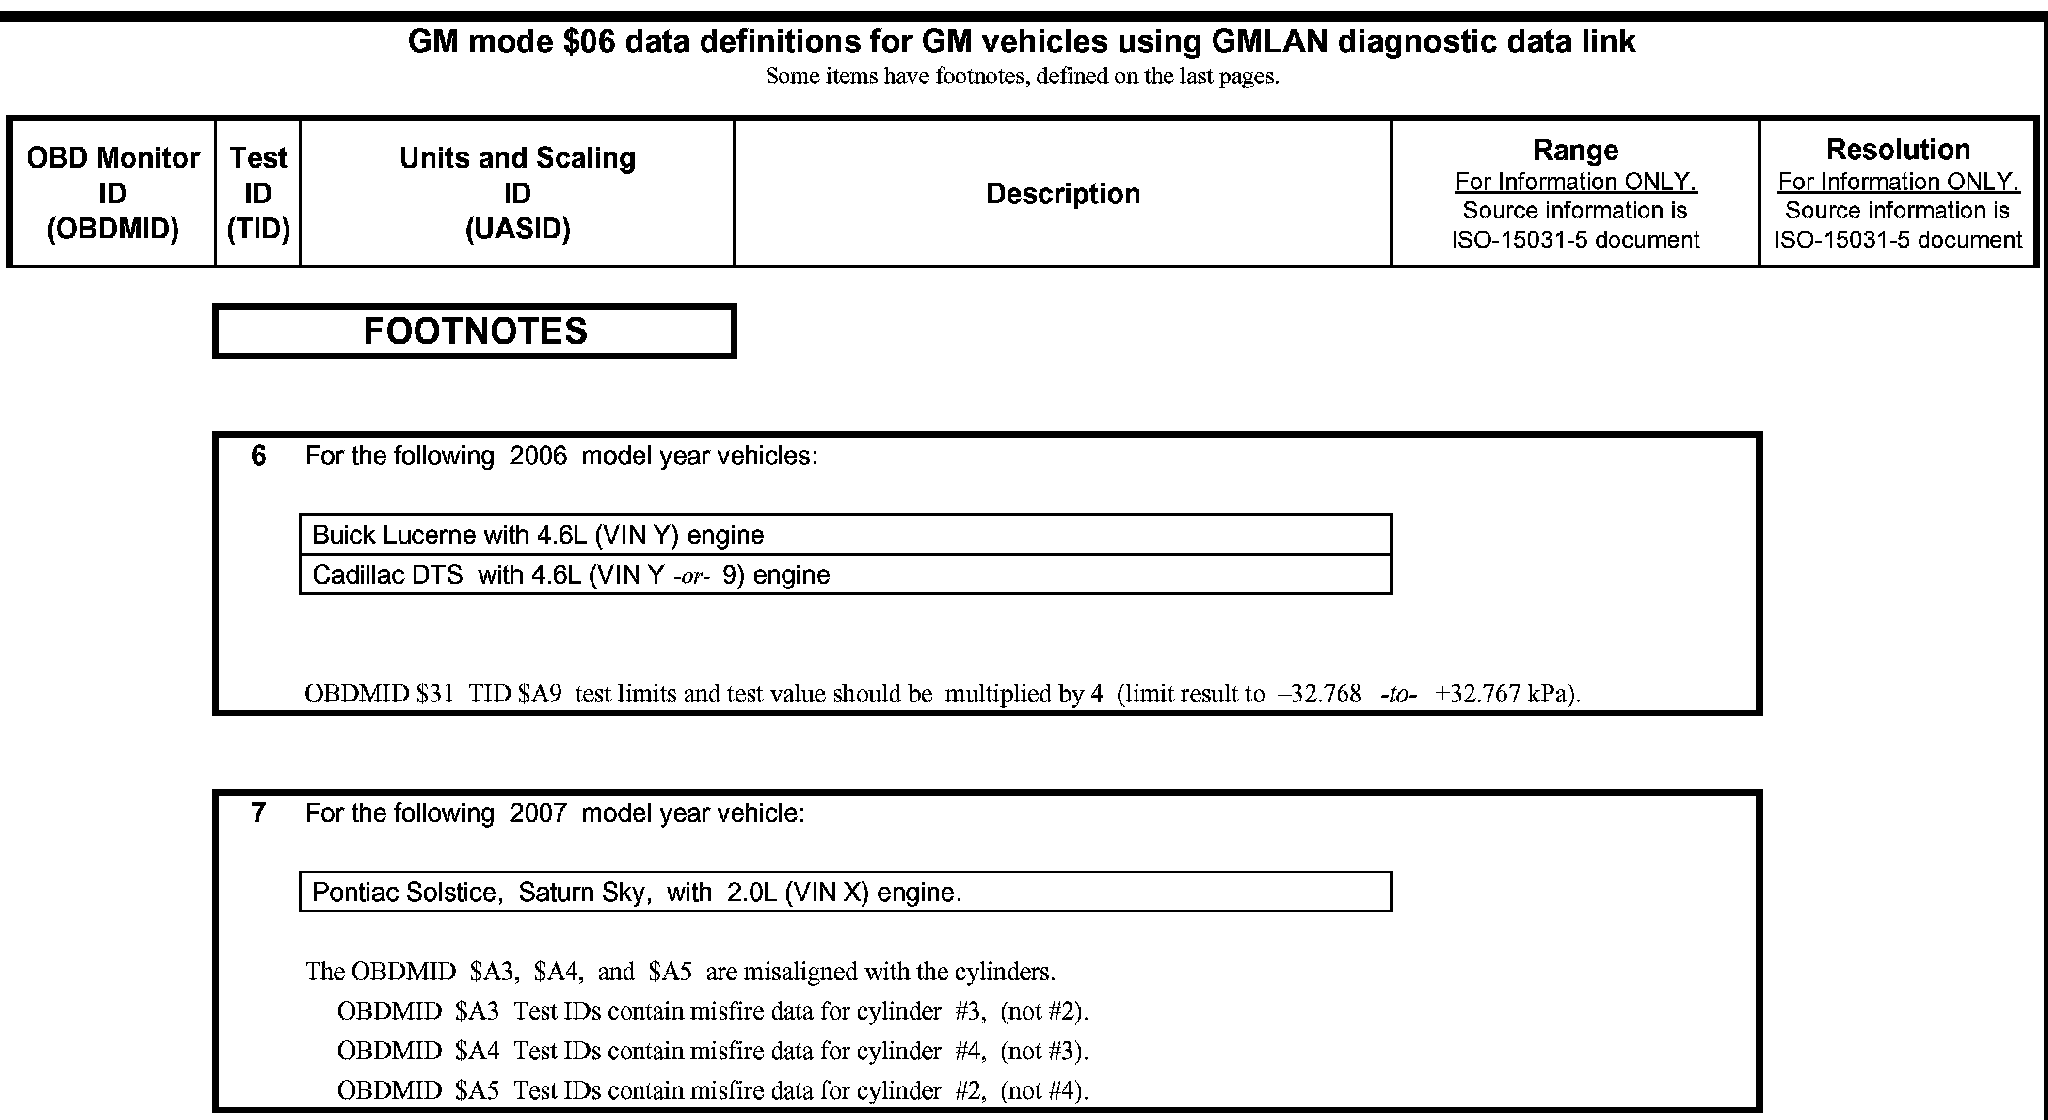 GM mode $06 data definitions for GM vehicles using GMLAN diagnostic data link
Some items have footnotes, defined on the last pages.
OBD Monitor
ID
(OBDMID)
Test
ID
(TID)
Units and Scaling
ID
(UASID)
Description
Range
For Information ONLY.
Source information is
ISO-15031-5 document
Resolution
For Information ONLY.
Source information is
ISO-15031-5 document
FOOTNOTES
6 For the following 2006 model year vehicles:
Buick Lucerne with 4.6L (VIN Y) engine
Cadillac DTS with 4.6L (VIN Y -or- 9) engine
OBDMID $31 TID $A9 test limits and test value should be multiplied by 4 (limit result to –32.768 -to- +32.767 kPa).
7 For the following 2007 model year vehicle:
Pontiac Solstice, Saturn Sky, with 2.0L (VIN X) engine.
The OBDMID $A3, $A4, and $A5 are misaligned with the cylinders.
OBDMID $A3 Test IDs contain misfire data for cylinder #3, (not #2).
OBDMID $A4 Test IDs contain misfire data for cylinder #4, (not #3).
OBDMID $A5 Test IDs contain misfire data for cylinder #2, (not #4).